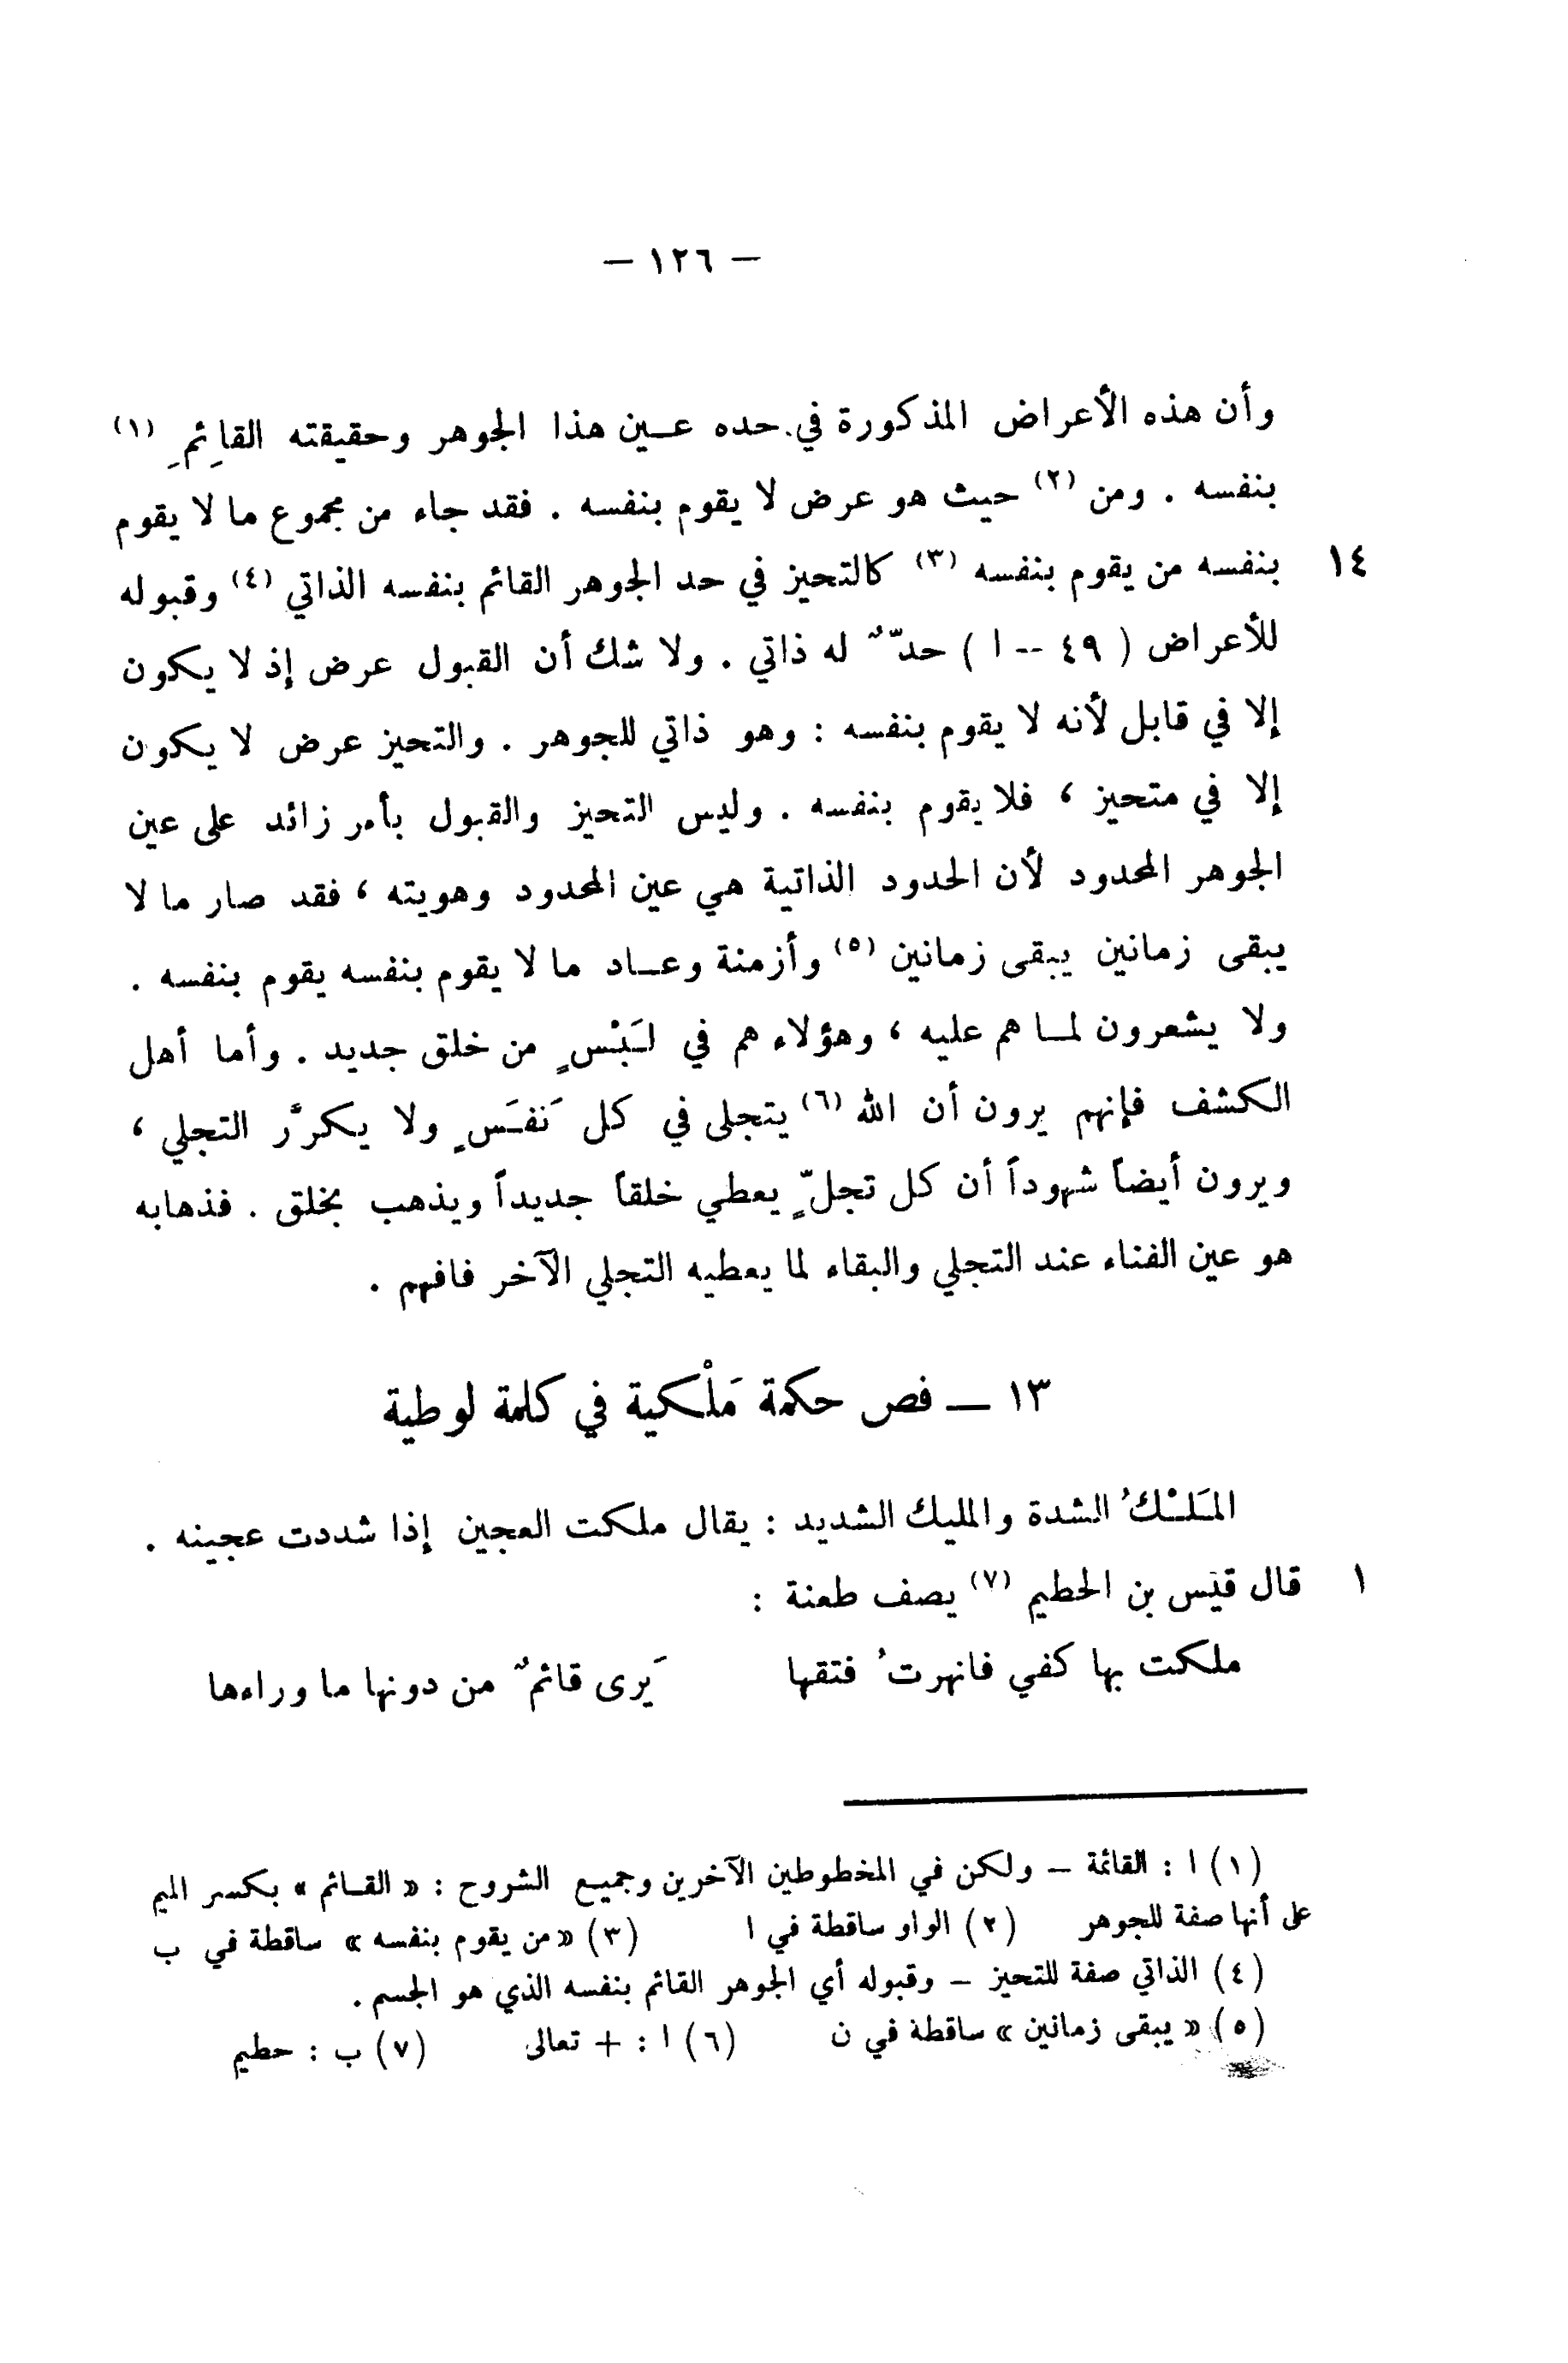 — ١٢٦ —
وأن هذه الأعراض المذكورة في حده عـين هذا الجوهر وحقيقته القائِمِ (١)
بنفسه . ومن (٢) حيث هو عرض لا يقوم بنفسه . فقد جاء من مجموع ما لا يقوم
١٤ بنفسه من يقوم بنفسه (٣) كالتحيز في حد الجوهر القائم بنفسه الذاتي (٤) وقبوله
للأعراض ( ٤٩ -- ا ) حدّ ٌ له ذاتي . ولا شك أن القبول عرض إذ لا يكون
إلا في قابل لأنه لا يقوم بنفسه : وهو ذاتي للجوهر . والتحيز عرض لا يكون
إلا في متحيز ، فلا يقوم بنفسه . وليس التحيز والقبول بأمر زائد على عين
الجوهر المحدود لأن الحدود الذاتية هي عين المحدود وهويته ، فقد صار ما لا
يبقى زمانين يبقى زمانين (٥) وأزمنة وعـاد ما لا يقوم بنفسه يقوم بنفسه .
ولا يشعرون لمـا هم عليه ، وهؤلاء هم في لَبْسٍ من خلق جديد . وأما أهل
الكشف فإنهم يرون أن الله (٦) يتجلى في كل نَفَسٍ ولا يكرَّر التجلي ،
ويرون أيضاً شهوداً أن كل تجلّ ٍ يعطي خلقاً جديداً ويذهب بخلق . فذهابه
هو عين الفناء عند التجلي والبقاء لما يعطيه التجلي الآخر فافهم .
١٣ — فص حكمة مَلْكية في كلمة لوطية
المَلْكُ الشدة والمليك الشديد : يقال ملكت العجين إذا شددت عجينه .
١ قال قيْس بن الحطيم (٧) يصف طعنة :
ملكت بها كفي فانهرتُ فتقها يَرى قائمٌ من دونها ما وراءها
(١) ا : القائمة – ولكن في المخطوطين الآخرين وجميع الشروح : « القـائم » بكسر الميم
على أنها صفة للجوهر (٢) الواو ساقطة في ا (٣) «من يقوم بنفسه» ساقطة في ب
(٤) الذاتي صفة للتحيز – وقبوله أي الجوهر القائم بنفسه الذي هو الجسم .
(٥) « يبقى زمانين» ساقطة في ن (٦) ا : + تعالى (٧) ب : حطيم